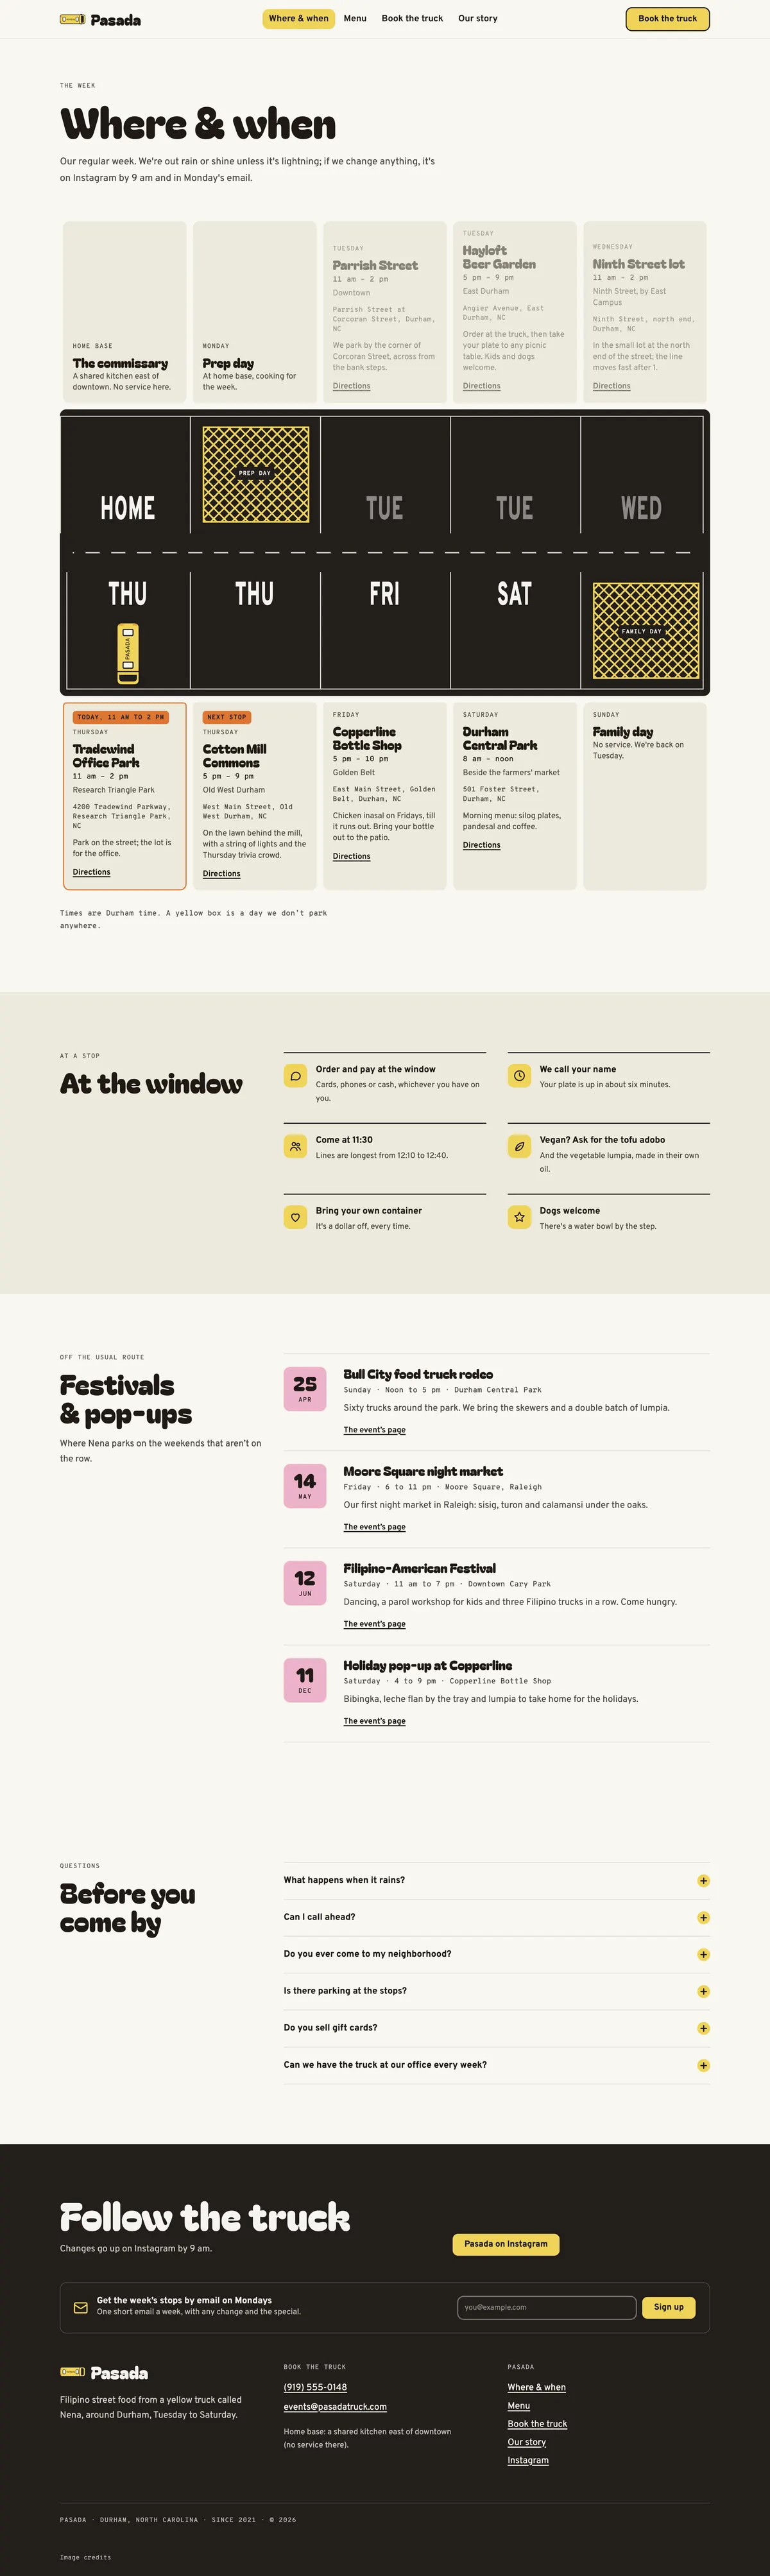 Pasada
Where & when
Menu
Book the truck
Our story
Book the truck
THE WEEK
Where & when
Our regular week. We're out rain or shine unless it's lightning; if we change anything, it's
on Instagram by 9 am and in Monday's email.
HOME BASE
The commissary
A shared kitchen east of
downtown. No service here.
MONDAY
Prep day
At home base, cooking for
the week.
TUESDAY
Parrish Street
11 am – 2 pm
Downtown
Parrish Street at
Corcoran Street, Durham,
NC
We park by the corner of
Corcoran Street, across from
the bank steps.
Directions
TUESDAY
Hayloft
Beer Garden
5 pm – 9 pm
East Durham
Angier Avenue, East
Durham, NC
Order at the truck, then take
your plate to any picnic
table. Kids and dogs
welcome.
Directions
WEDNESDAY
Ninth Street lot
11 am – 2 pm
Ninth Street, by East
Campus
Ninth Street, north end,
Durham, NC
In the small lot at the north
end of the street; the line
moves fast after 1.
Directions
HOME
PREP DAY
TUE
TUE
WED
THU
PASADA
THU
FRI
SAT
FAMILY DAY
TODAY, 11 AM TO 2 PM
THURSDAY
Tradewind
Office Park
11 am – 2 pm
Research Triangle Park
4200 Tradewind Parkway,
Research Triangle Park,
NC
Park on the street; the lot is
for the office.
Directions
NEXT STOP
THURSDAY
Cotton Mill
Commons
5 pm – 9 pm
Old West Durham
West Main Street, Old
West Durham, NC
On the lawn behind the mill,
with a string of lights and the
Thursday trivia crowd.
Directions
FRIDAY
Copperline
Bottle Shop
5 pm – 10 pm
Golden Belt
East Main Street, Golden
Belt, Durham, NC
Chicken inasal on Fridays, till
it runs out. Bring your bottle
out to the patio.
Directions
SATURDAY
Durham
Central Park
8 am – noon
Beside the farmers' market
501 Foster Street,
Durham, NC
Morning menu: silog plates,
pandesal and coffee.
Directions
SUNDAY
Family day
No service. We're back on
Tuesday.
Times are Durham time. A yellow box is a day we don't park
anywhere.
AT A STOP
At the window
Order and pay at the window
Cards, phones or cash, whichever you have on
you.
We call your name
Your plate is up in about six minutes.
Come at 11:30
Lines are longest from 12:10 to 12:40.
Vegan? Ask for the tofu adobo
And the vegetable lumpia, made in their own
oil.
Bring your own container
It's a dollar off, every time.
Dogs welcome
There's a water bowl by the step.
OFF THE USUAL ROUTE
Festivals
& pop-ups
Where Nena parks on the weekends that aren't on
the row.
25
APR
Bull City food truck rodeo
Sunday · Noon to 5 pm · Durham Central Park
Sixty trucks around the park. We bring the skewers and a double batch of lumpia.
The event's page
14
MAY
Moore Square night market
Friday · 6 to 11 pm · Moore Square, Raleigh
Our first night market in Raleigh: sisig, turon and calamansi under the oaks.
The event's page
12
JUN
Filipino-American Festival
Saturday · 11 am to 7 pm · Downtown Cary Park
Dancing, a parol workshop for kids and three Filipino trucks in a row. Come hungry.
The event's page
11
DEC
Holiday pop-up at Copperline
Saturday · 4 to 9 pm · Copperline Bottle Shop
Bibingka, leche flan by the tray and lumpia to take home for the holidays.
The event's page
QUESTIONS
Before you
come by
What happens when it rains?
Can I call ahead?
Do you ever come to my neighborhood?
Is there parking at the stops?
Do you sell gift cards?
Can we have the truck at our office every week?
Follow the truck
Changes go up on Instagram by 9 am.
Pasada on Instagram
Get the week's stops by email on Mondays
One short email a week, with any change and the special.
you@example.com
Sign up
Pasada
Filipino street food from a yellow truck called
Nena, around Durham, Tuesday to Saturday.
BOOK THE TRUCK
(919) 555-0148
events@pasadatruck.com
Home base: a shared kitchen east of downtown
(no service there).
PASADA
Where & when
Menu
Book the truck
Our story
Instagram
PASADA · DURHAM, NORTH CAROLINA · SINCE 2021 · © 2026
Image credits